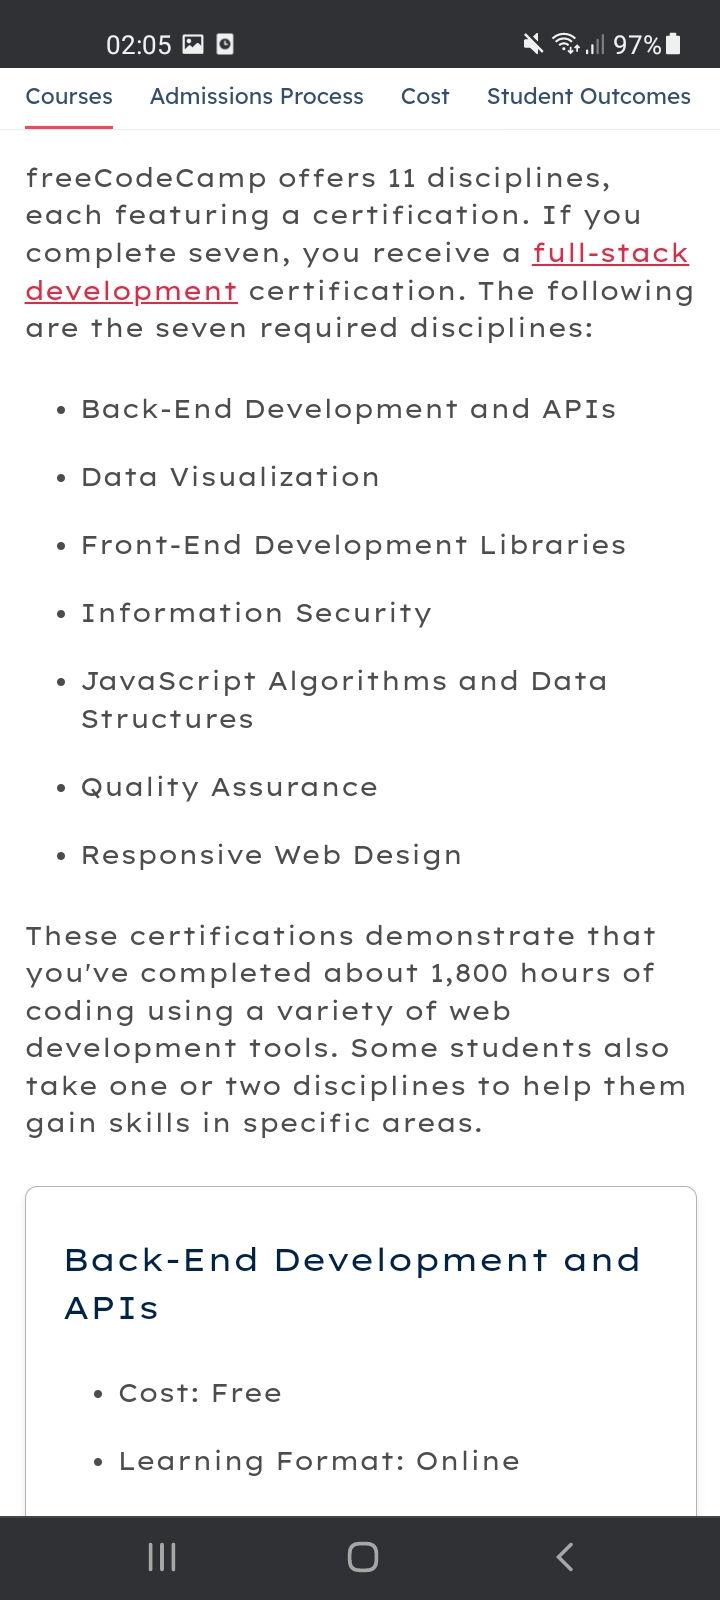 02:05 97%
Courses Admissions Process Cost Student Outcomes
freeCodeCamp offers 11 disciplines,
each featuring a certification. If you
complete seven, you receive a full-stack
development certification. The following
are the seven required disciplines:
• Back-End Development and APIs
• Data Visualization
• Front-End Development Libraries
• Information Security
• JavaScript Algorithms and Data
Structures
• Quality Assurance
• Responsive Web Design
These certifications demonstrate that
you've completed about 1,800 hours of
coding using a variety of web
development tools. Some students also
take one or two disciplines to help them
gain skills in specific areas.
Back-End Development and
APIs
• Cost: Free
• Learning Format: Online